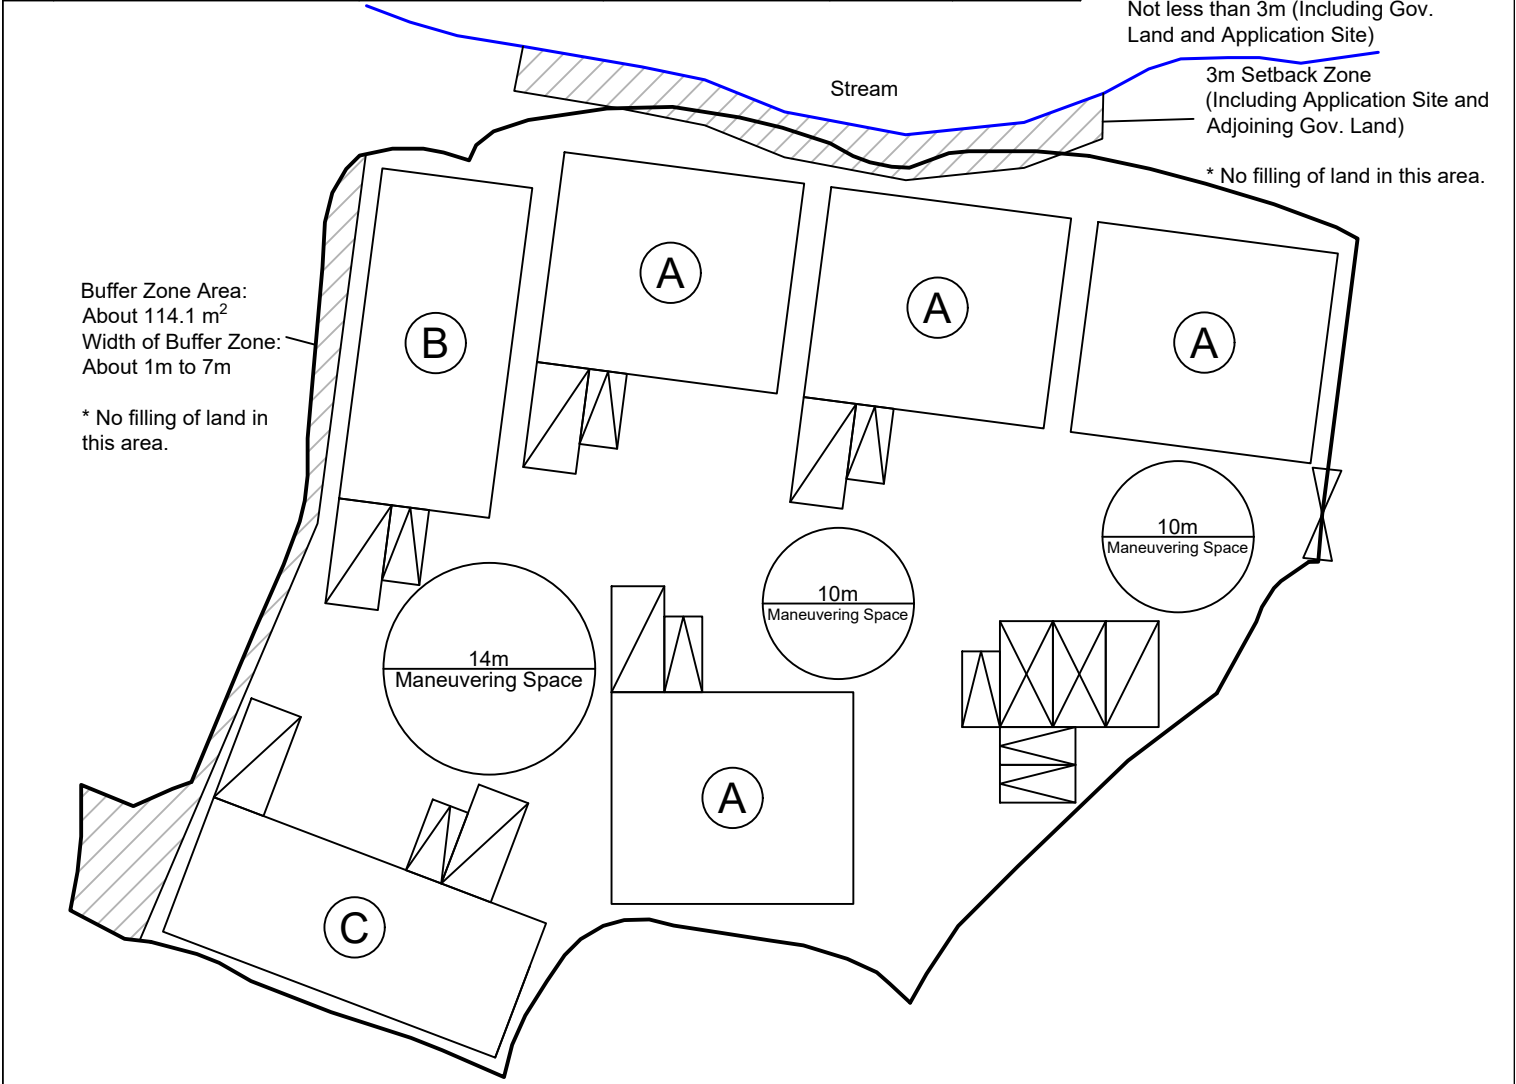 Not less than 3m (Including Gov.
Land and Application Site)
Stream
3m Setback Zone
(Including Application Site and
Adjoining Gov. Land)
* No filling of land in this area.
Buffer Zone Area:
About 114.1 m²
Width of Buffer Zone:
About 1m to 7m
* No filling of land in
this area.
A
A
B
A
10m
Maneuvering Space
10m
Maneuvering Space
14m
Maneuvering Space
A
C